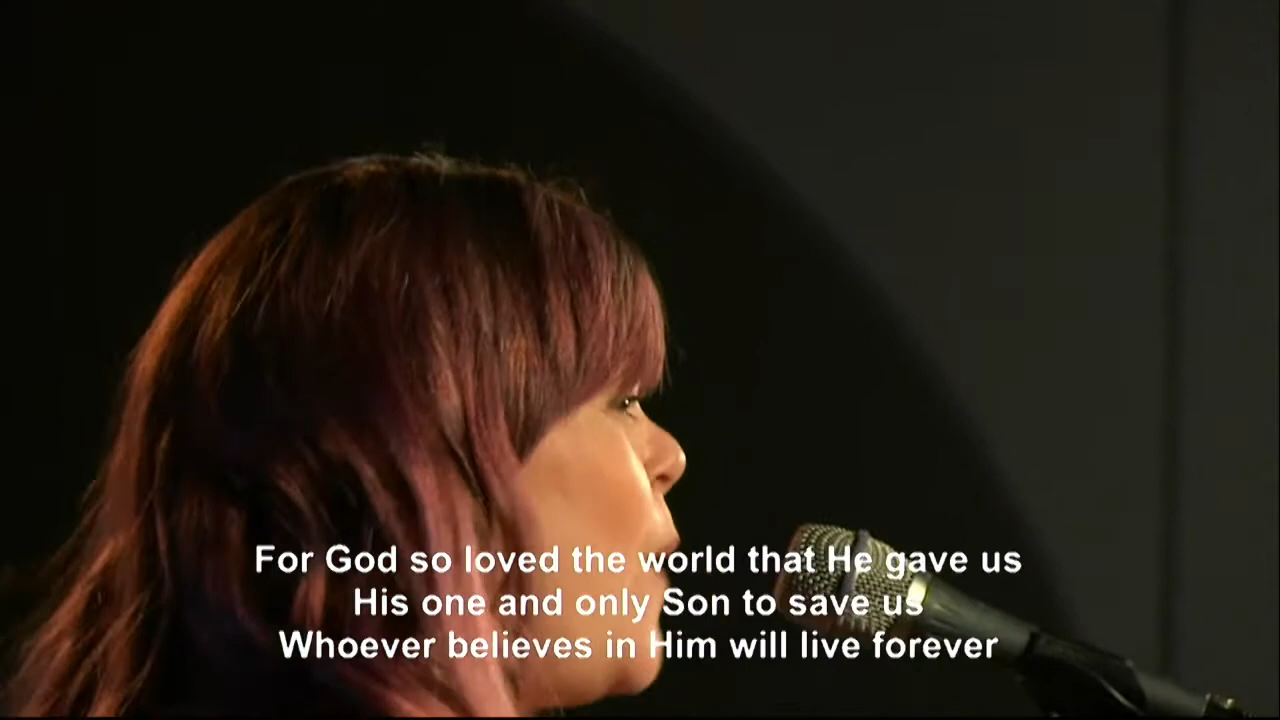 For God so loved the world that He gave us
His one and only Son to save us
Whoever believes in Him will live forever